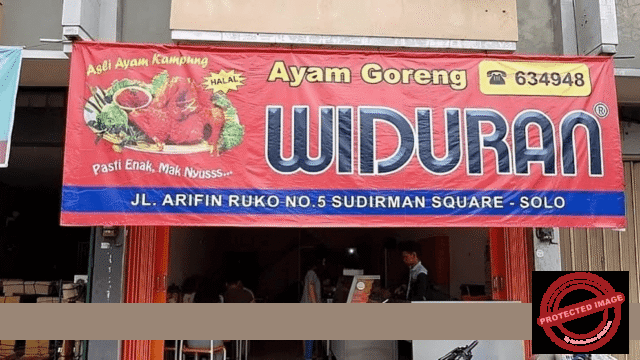 Asli Ayam Kampung
HALAL
Pasti Enak, Mak Nyusss...
Ayam Goreng
☎ 634948
WIDURAN®
JL. ARIFIN RUKO NO.5 SUDIRMAN SQUARE - SOLO
PROTECTED IMAGE